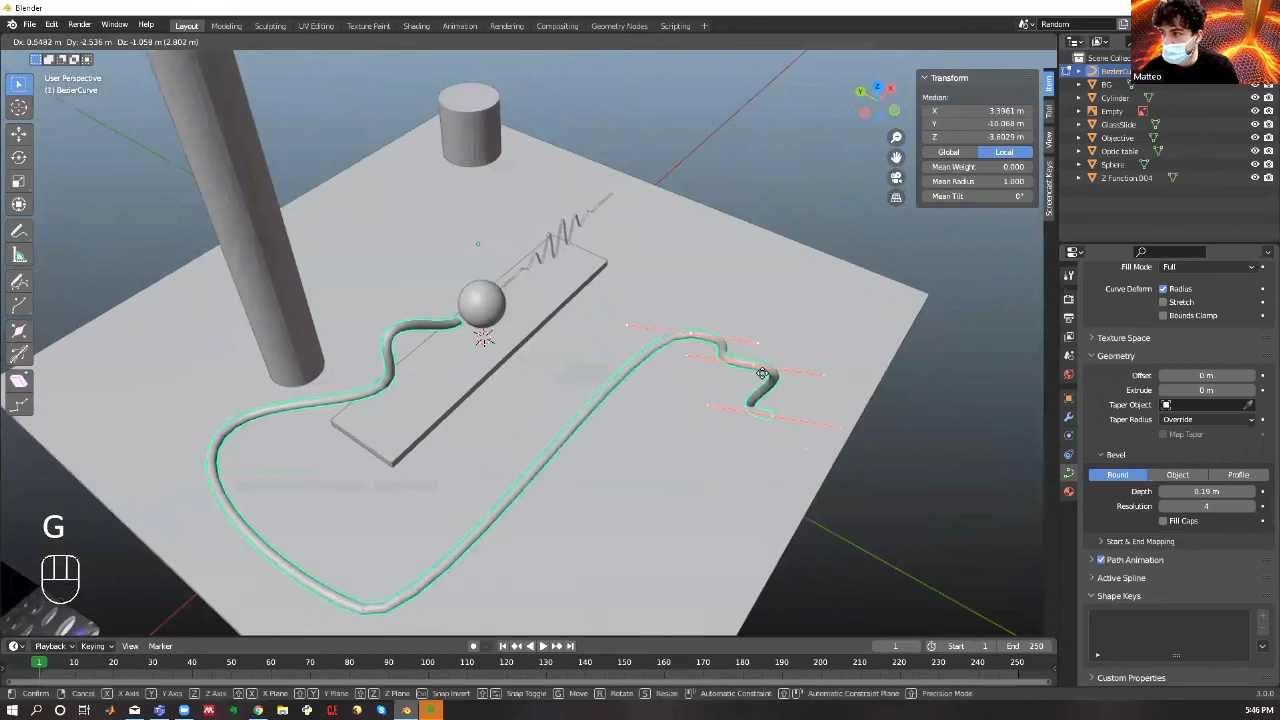 Blender
File Edit Render Window Help Layout Modeling Sculpting UV Editing Texture Paint Shading Animation Rendering Compositing Geometry Nodes Scripting + Random
Dx: 0.5482 m Dy: -2.536 m Dz: -1.059 m (2.802 m)
User Perspective
(1) BezierCurve
Matteo
Scene Collec
BezierCu
BG
Cylinder
Empty
GlassSlide
Objective
Optic table
Sphere
Z Function.004
Transform
Median:
X 3.3961 m
Y -10.068 m
Z -3.6029 m
Global Local
Mean Weight 0.000
Mean Radius 1.000
Mean Tilt 0°
Item
Tool
View
Screencast Keys
Fill Mode Full
Curve Deform Radius
Stretch
Bounds Clamp
Texture Space
Geometry
Offset 0 m
Extrude 0 m
Taper Object
Taper Radius Override
Map Taper
Bevel
Round Object Profile
Depth 0.19 m
Resolution 4
Fill Caps
Start & End Mapping
Path Animation
Active Spline
Shape Keys
Custom Properties
G
Playback Keying View Marker 1 Start 1 End 250
1 10 20 30 40 50 60 70 80 90 100 110 120 130 140 150 160 170 180 190 200 210 220 230 240 250
Confirm Cancel X X Axis Y Y Axis Z Z Axis X X Plane Y Y Plane Z Z Plane Snap Invert Snap Toggle G Move R Rotate S Resize Automatic Constraint Automatic Constraint Plane Precision Mode 3.0.0
5:46 PM